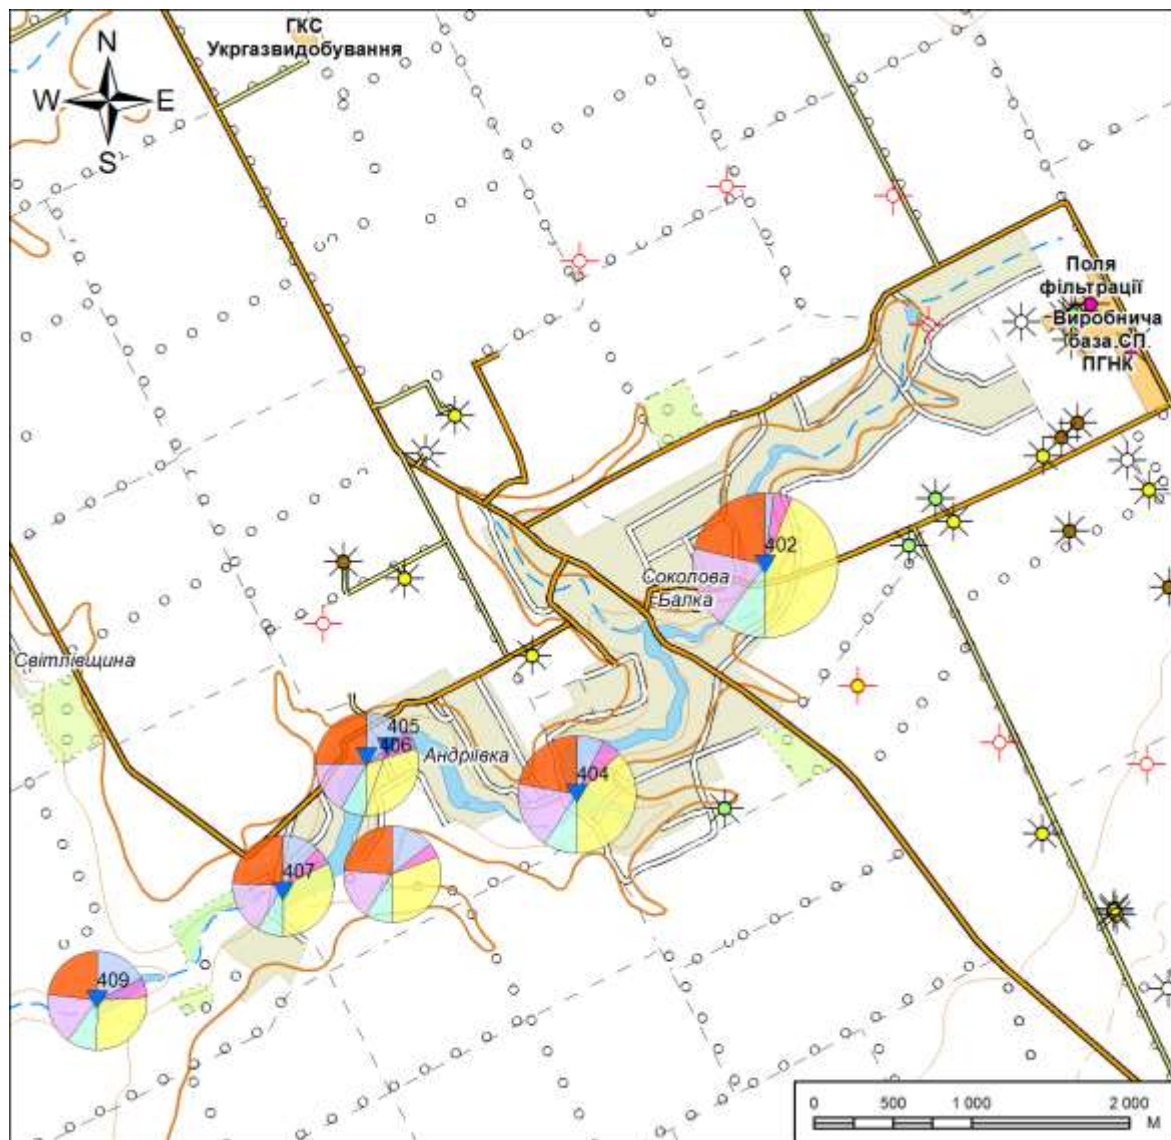 ГКС
Укргазвидобування
N
W
E
S
Поля
фільтрації
Виробнича
база.СП.
ПГНК
402
Соколова
Балка
Світлівщина
405
406
Андріївка
404
407
409
0
500
1 000
2 000
М